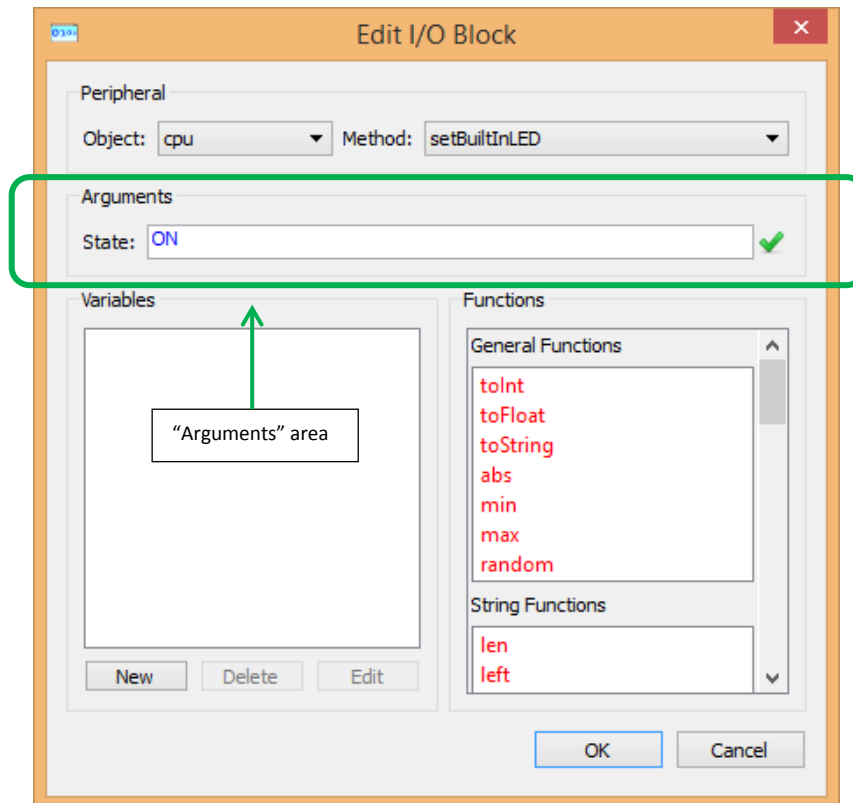 Edit I/O Block
Peripheral
Object: cpu Method: setBuiltInLED
Arguments
State: ON
Variables
"Arguments” area
New Delete Edit
Functions
General Functions
toInt
toFloat
toString
abs
min
max
random
String Functions
len
left
OK Cancel